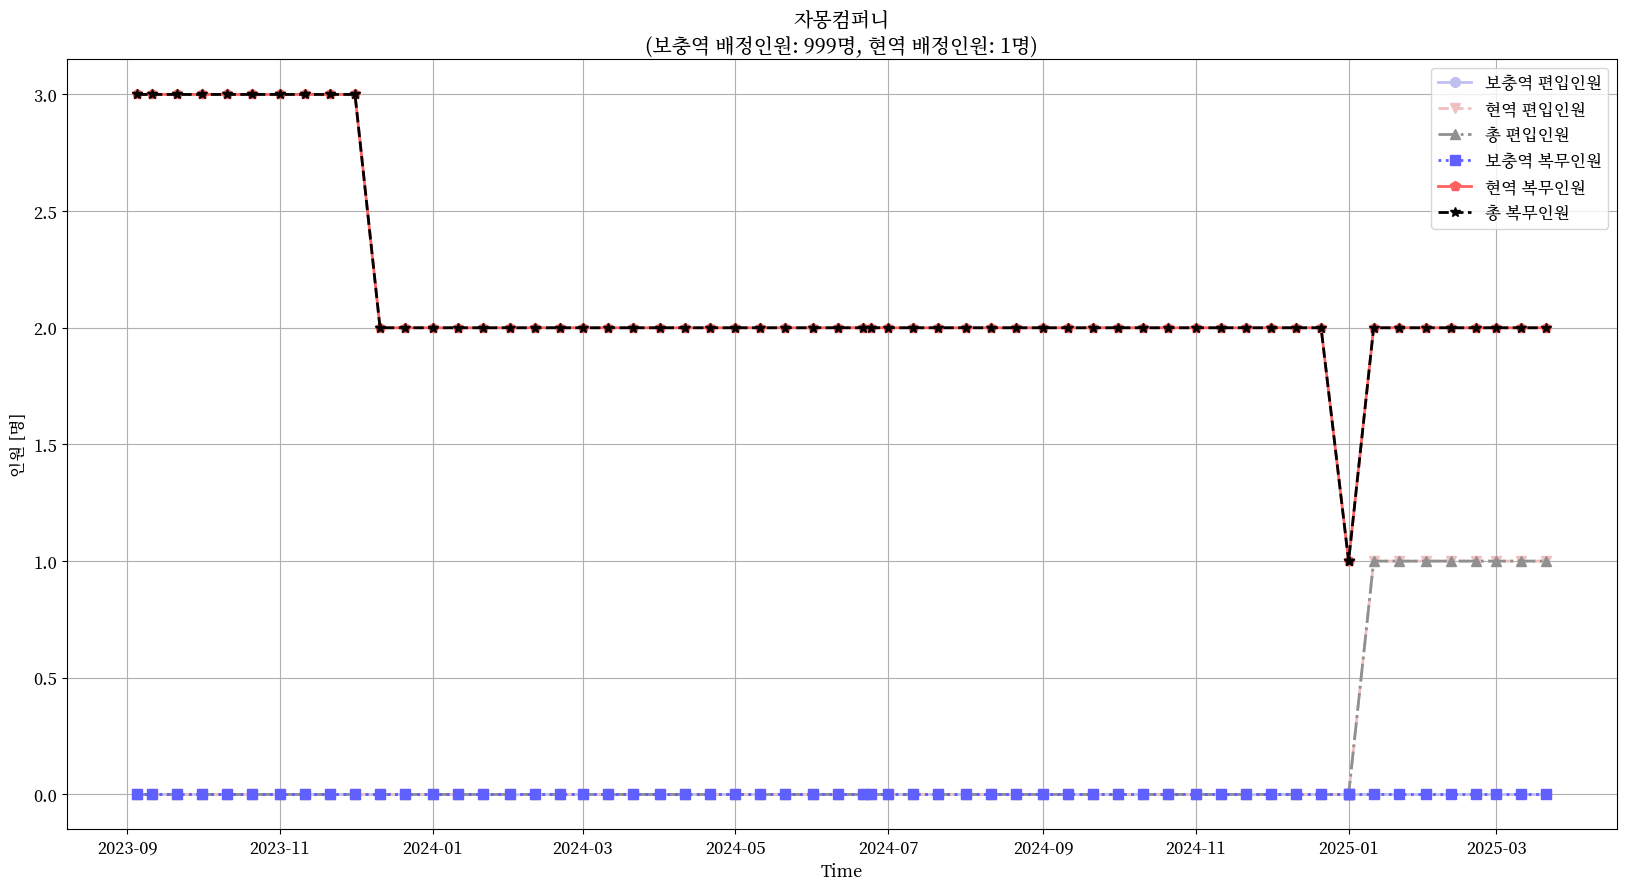 자몽컴퍼니
(보충역 배정인원: 999명, 현역 배정인원: 1명)
보충역 편입인원
현역 편입인원
총 편입인원
보충역 복무인원
현역 복무인원
총 복무인원
인원 [명]
3.0
2.5
2.0
1.5
1.0
0.5
0.0
2023-09
2023-11
2024-01
2024-03
2024-05
2024-07
2024-09
2024-11
2025-01
2025-03
Time